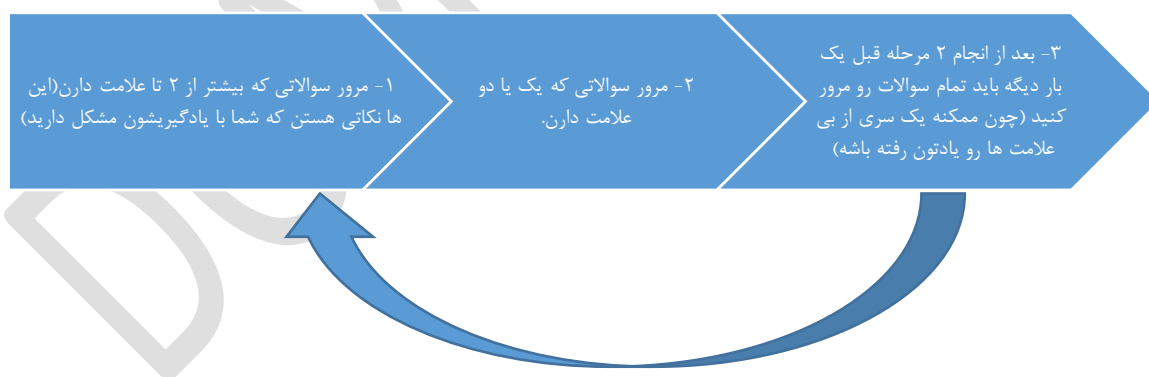 ۱- مرور سوالاتی که بیشتر از ۲ تا علامت دارن(این
ها نکاتی هستن که شما با یادگیریشون مشکل دارید)
۲- مرور سوالاتی که یک یا دو
علامت دارن.
۳- بعد از انجام ۲ مرحله قبل یک
بار دیگه باید تمام سوالات رو مرور
کنید (چون ممکنه یک سری از بی
علامت ها رو یادتون رفته باشه)